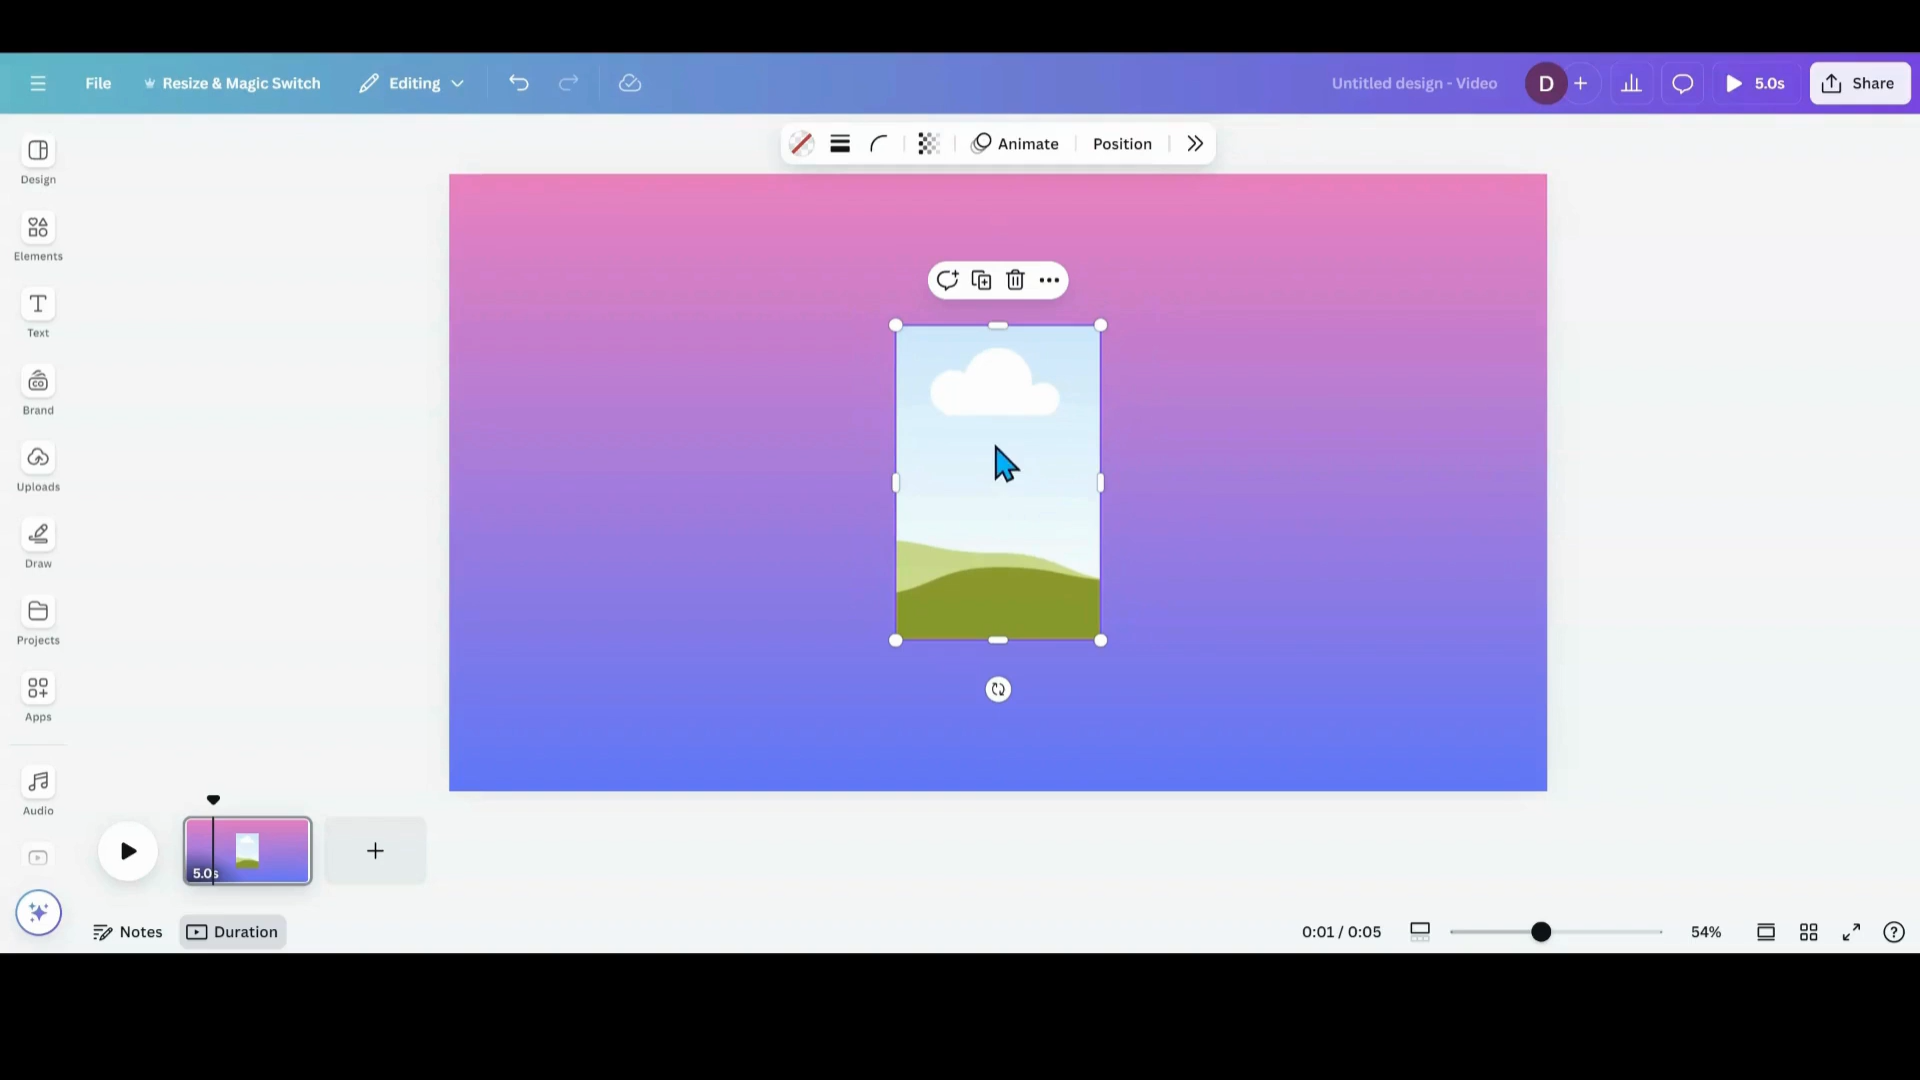 File
Resize & Magic Switch
Editing
Untitled design - Video
D
5.0s
Share
Animate
Position
Design
Elements
Text
Brand
Uploads
Draw
Projects
Apps
Audio
5.0s
Notes
Duration
0:01 / 0:05
54%